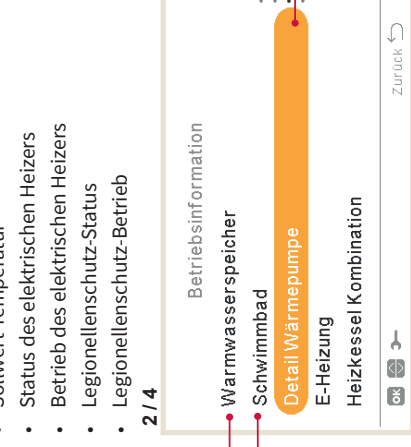 • Status des elektrischen Heizers
• Betrieb des elektrischen Heizers
• Legionellenschutz-Status
• Legionellenschutz-Betrieb
2 / 4
Betriebsinformation
Warmwasserspeicher
Schwimmbad
Detail Wärmepumpe
E-Heizung
Heizkessel Kombination
OK
Zurück